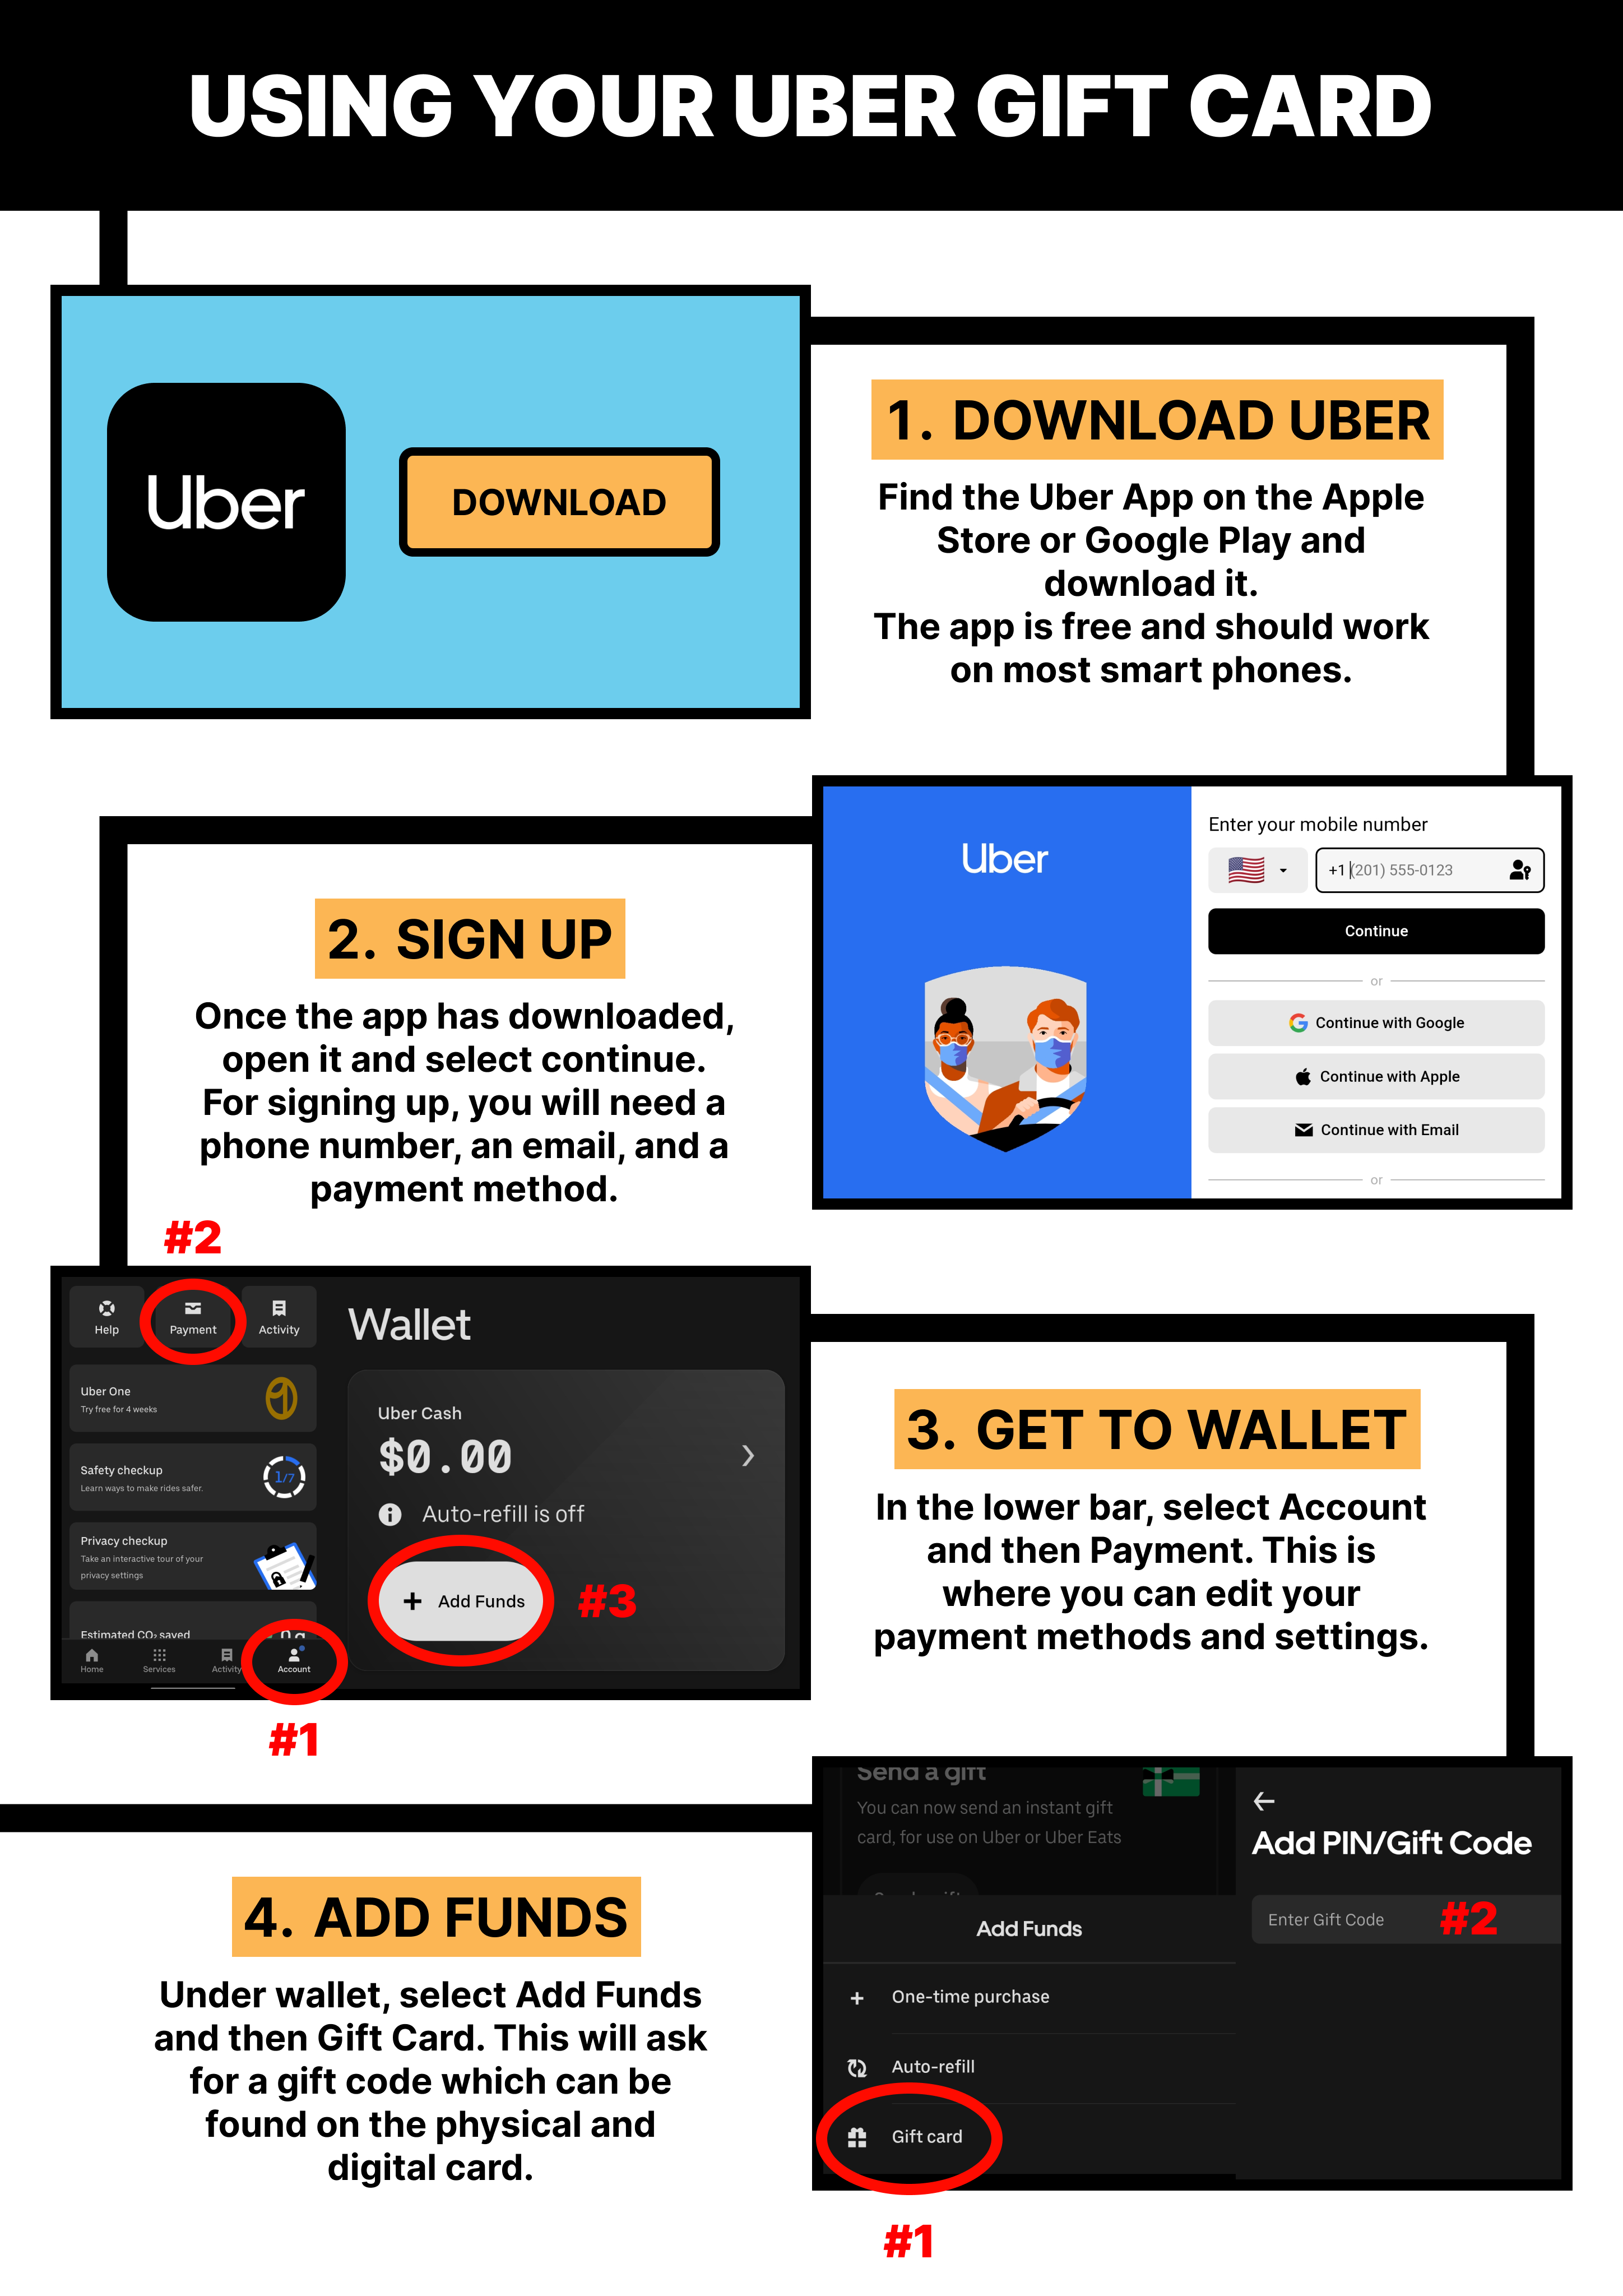 USING YOUR UBER GIFT CARD
Uber
DOWNLOAD
1. DOWNLOAD UBER
Find the Uber App on the Apple
Store or Google Play and
download it.
The app is free and should work
on most smart phones.
2. SIGN UP
Once the app has downloaded,
open it and select continue.
For signing up, you will need a
phone number, an email, and a
payment method.
Uber
Enter your mobile number
+1 (201) 555-0123
Continue
or
Continue with Google
Continue with Apple
Continue with Email
or
#2
Help
Payment
Activity
Uber One
Try free for 4 weeks
Safety checkup
Learn ways to make rides safer.
1/7
Privacy checkup
Take an interactive tour of your
privacy settings
Estimated CO₂ saved
Home
Services
Activity
Account
#1
Wallet
Uber Cash
$0.00
Auto-refill is off
+ Add Funds
#3
3. GET TO WALLET
In the lower bar, select Account
and then Payment. This is
where you can edit your
payment methods and settings.
4. ADD FUNDS
Under wallet, select Add Funds
and then Gift Card. This will ask
for a gift code which can be
found on the physical and
digital card.
Send a gift
You can now send an instant gift
card, for use on Uber or Uber Eats
Add Funds
+ One-time purchase
Auto-refill
Gift card
#1
Add PIN/Gift Code
Enter Gift Code
#2